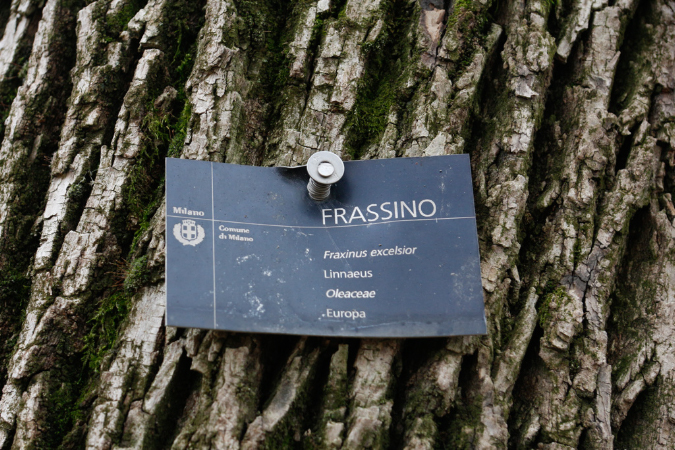 Milano
Comune
di Milano
FRASSINO
Fraxinus excelsior
Linnaeus
Oleaceae
Europa